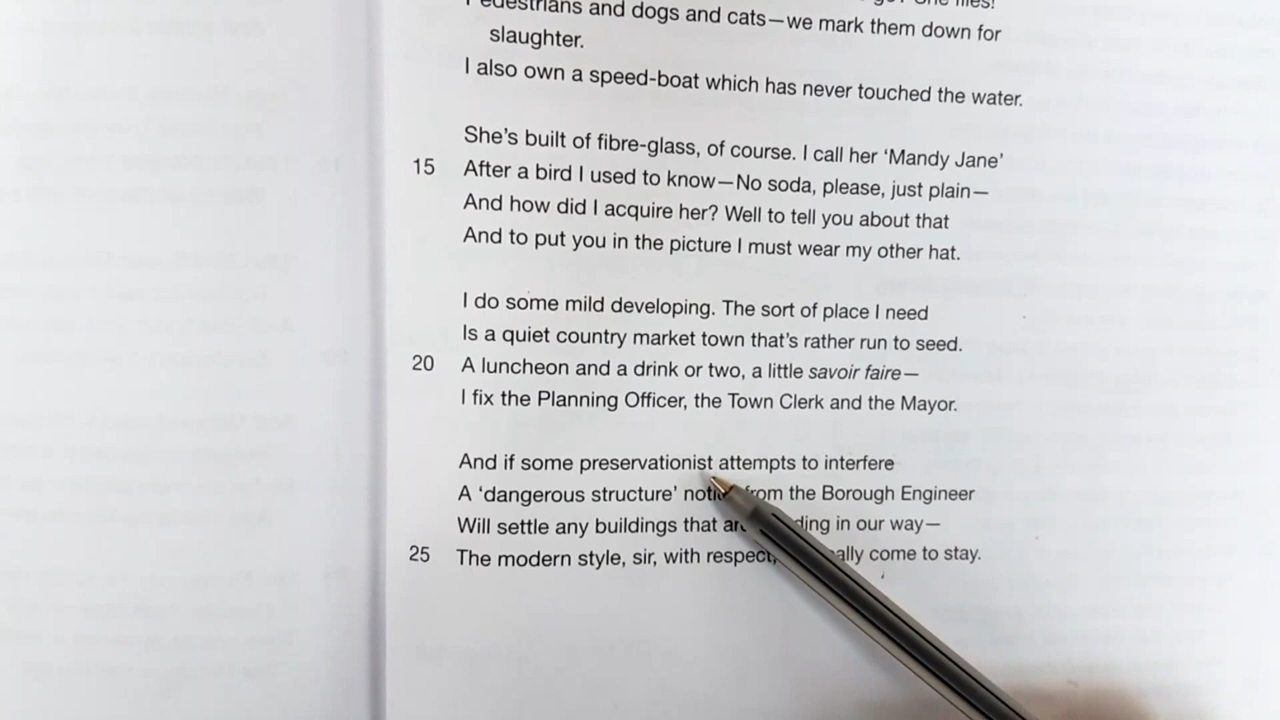 Pedestrians and dogs and cats—we mark them down for
slaughter.
I also own a speed-boat which has never touched the water.
She's built of fibre-glass, of course. I call her 'Mandy Jane'
15 After a bird I used to know—No soda, please, just plain—
And how did I acquire her? Well to tell you about that
And to put you in the picture I must wear my other hat.
I do some mild developing. The sort of place I need
Is a quiet country market town that's rather run to seed.
20 A luncheon and a drink or two, a little savoir faire—
I fix the Planning Officer, the Town Clerk and the Mayor.
And if some preservationist attempts to interfere
A 'dangerous structure' from the Borough Engineer
Will settle any buildings that in our way—
25 The modern style, sir, with respect, come to stay.